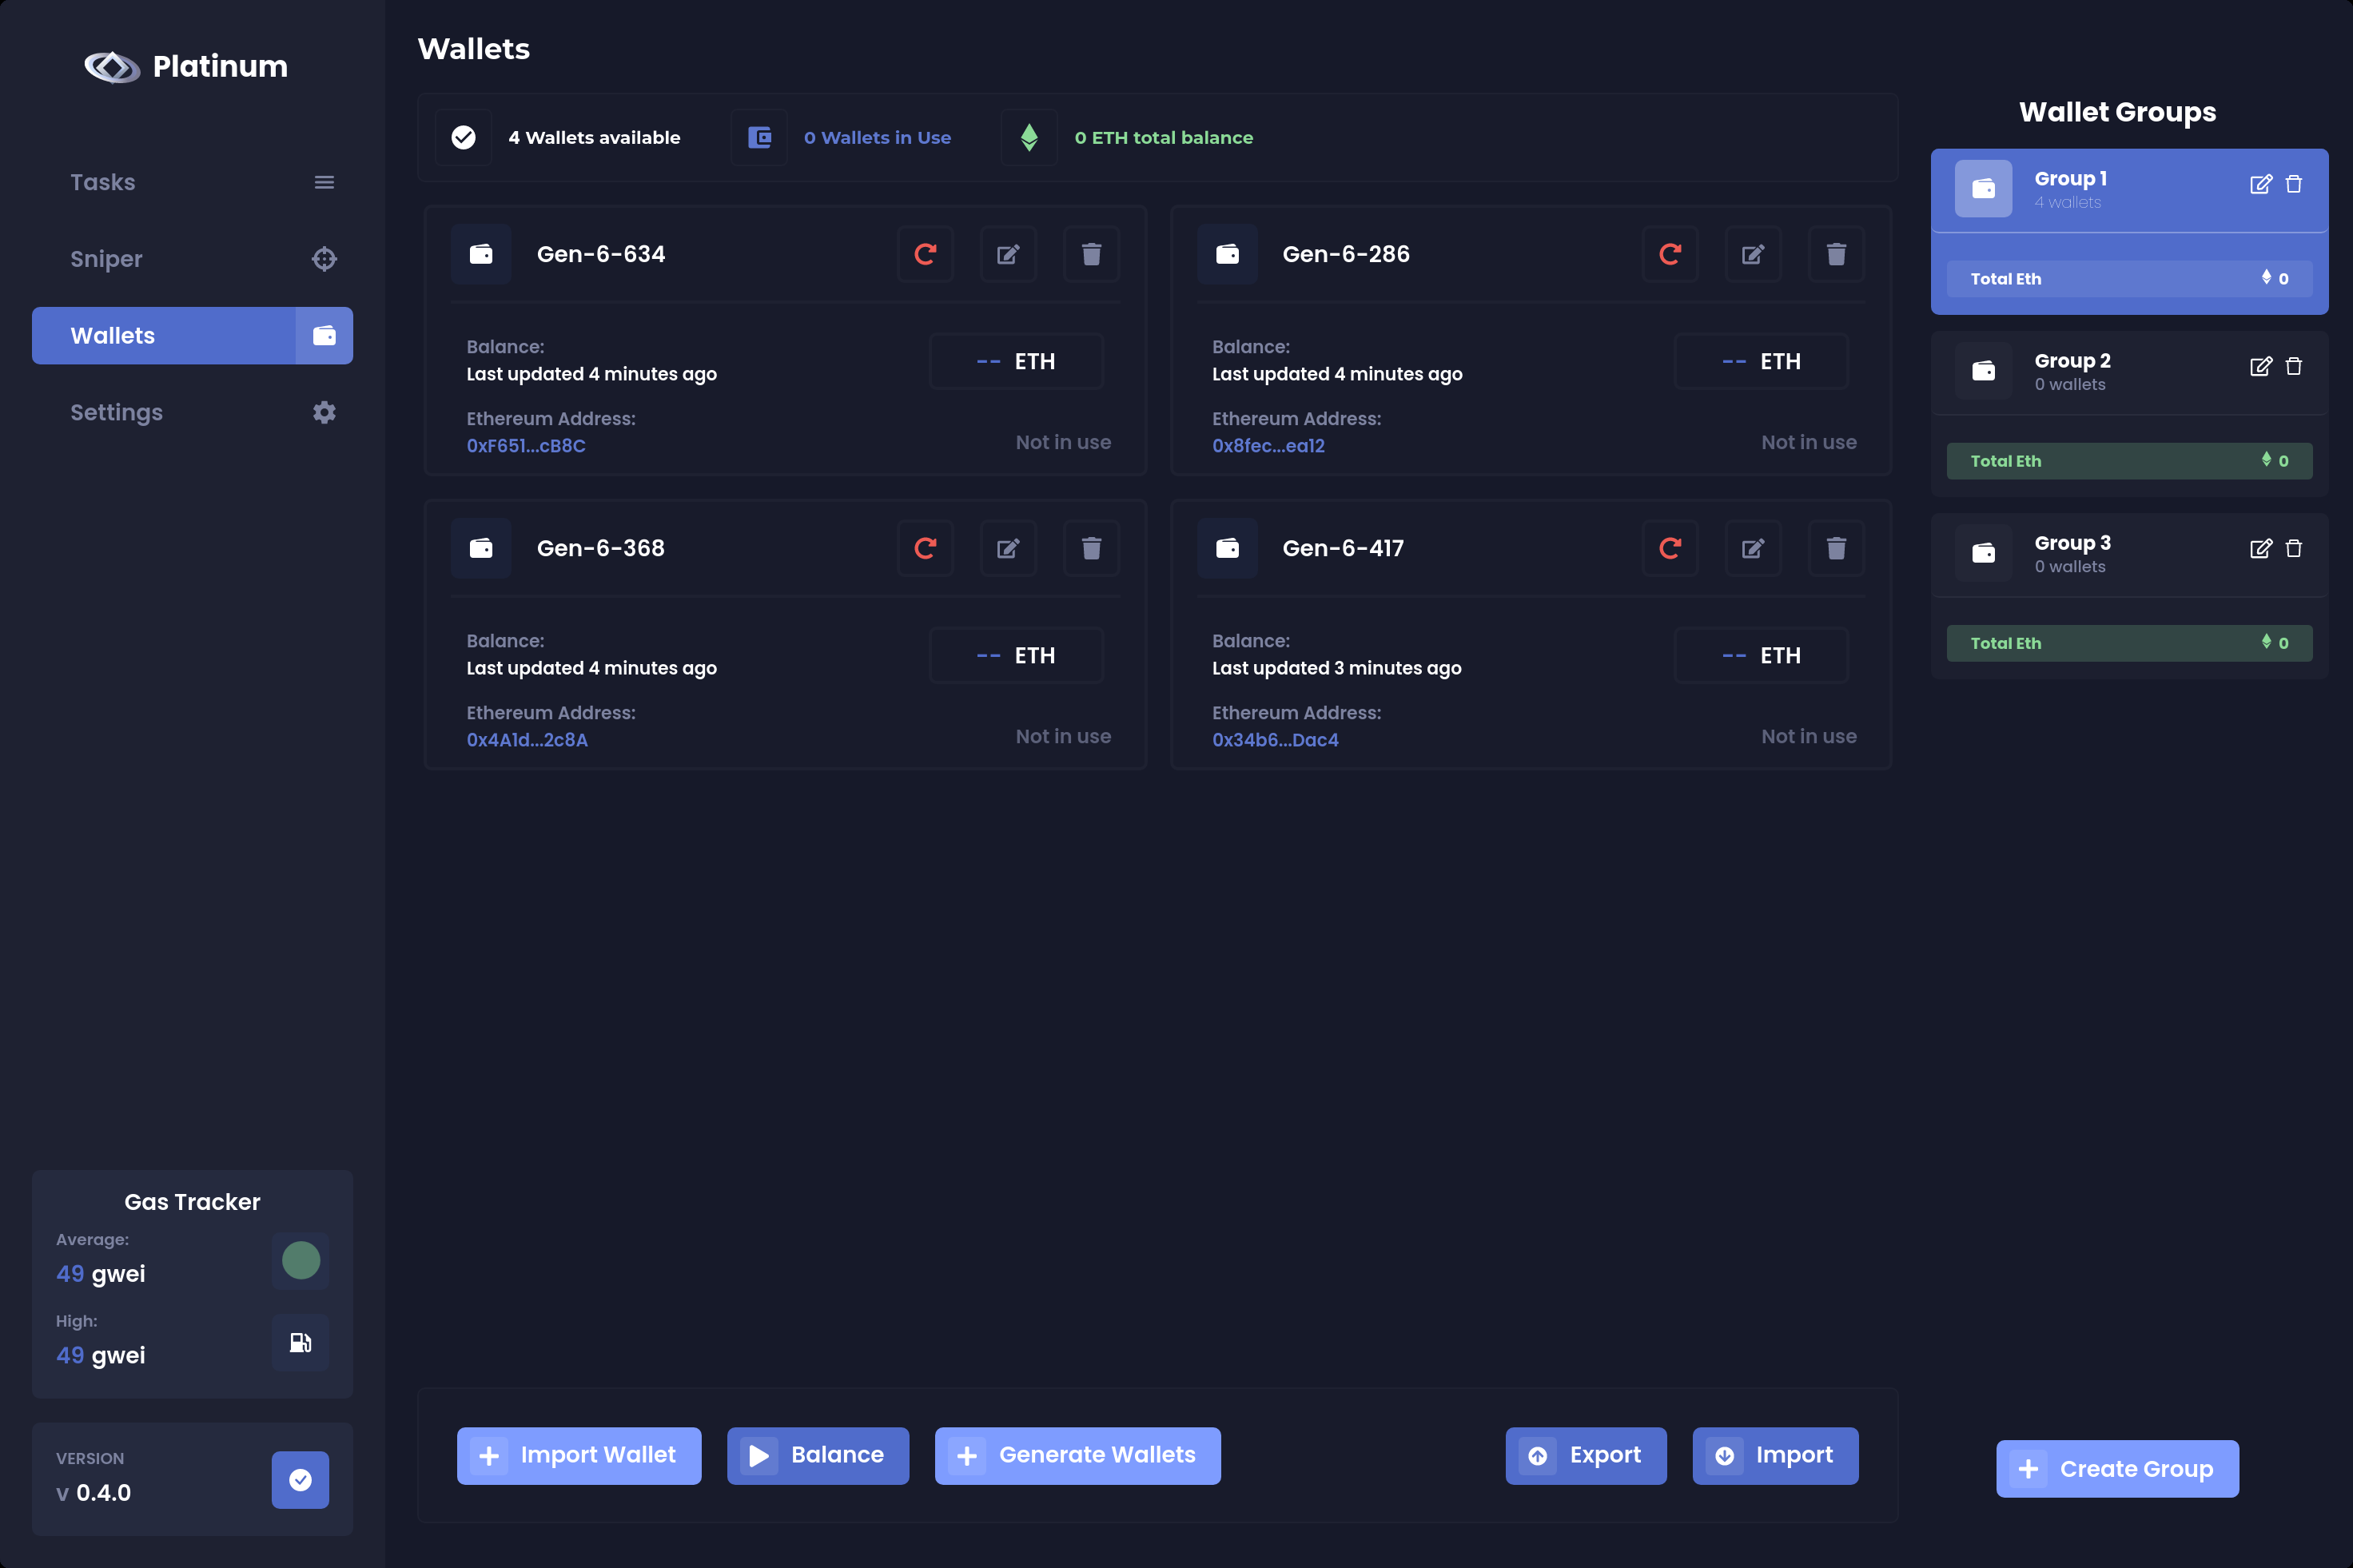 Platinum
Tasks
Sniper
Wallets
Settings
Gas Tracker
Average:
49 gwei
High:
49 gwei
VERSION
v 0.4.0
Wallets
4 Wallets available
0 Wallets in Use
0 ETH total balance
Gen-6-634
Balance:
Last updated 4 minutes ago
-- ETH
Ethereum Address:
0xF651...cB8C
Not in use
Gen-6-286
Balance:
Last updated 4 minutes ago
-- ETH
Ethereum Address:
0x8fec...ea12
Not in use
Gen-6-368
Balance:
Last updated 4 minutes ago
-- ETH
Ethereum Address:
0x4A1d...2c8A
Not in use
Gen-6-417
Balance:
Last updated 3 minutes ago
-- ETH
Ethereum Address:
0x34b6...Dac4
Not in use
Import Wallet
Balance
Generate Wallets
Export
Import
Wallet Groups
Group 1
4 wallets
Total Eth 0
Group 2
0 wallets
Total Eth 0
Group 3
0 wallets
Total Eth 0
Create Group